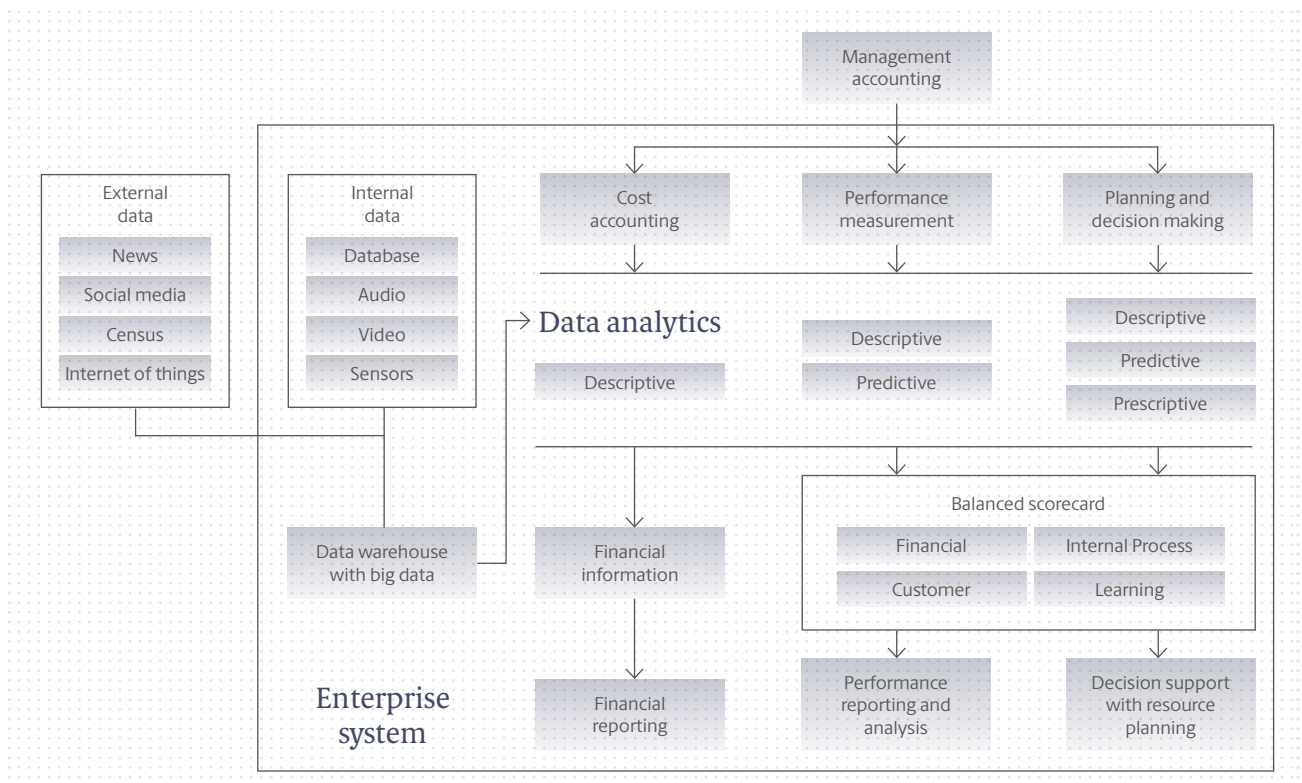 Management
accounting
External
data
News
Social media
Census
Internet of things
Internal
data
Database
Audio
Video
Sensors
Cost
accounting
Performance
measurement
Planning and
decision making
Data analytics
Descriptive
Descriptive
Predictive
Descriptive
Predictive
Prescriptive
Data warehouse
with big data
Financial
information
Balanced scorecard
Financial
Internal Process
Customer
Learning
Enterprise
system
Financial
reporting
Performance
reporting and
analysis
Decision support
with resource
planning